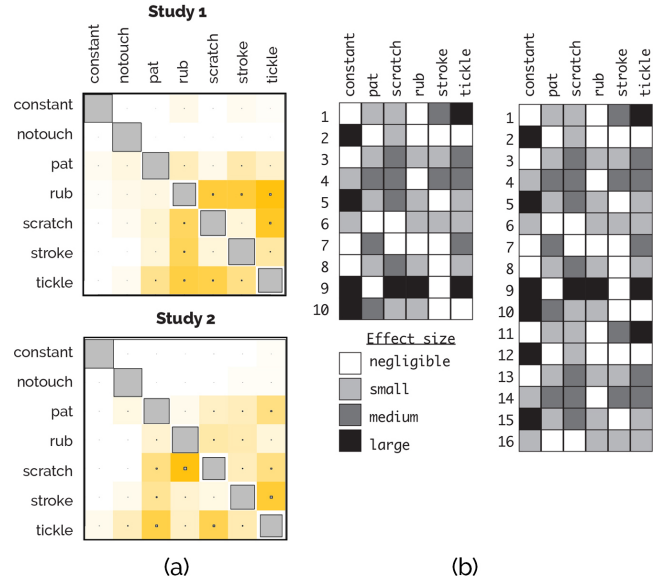 Study 1
constant
notouch
pat
rub
scratch
stroke
tickle
constant
notouch
pat
rub
scratch
stroke
tickle
Study 2
constant
notouch
pat
rub
scratch
stroke
tickle
(a)
constant
pat
scratch
rub
stroke
tickle
1
2
3
4
5
6
7
8
9
10
Effect size
negligible
small
medium
large
constant
pat
scratch
rub
stroke
tickle
1
2
3
4
5
6
7
8
9
10
11
12
13
14
15
16
(b)